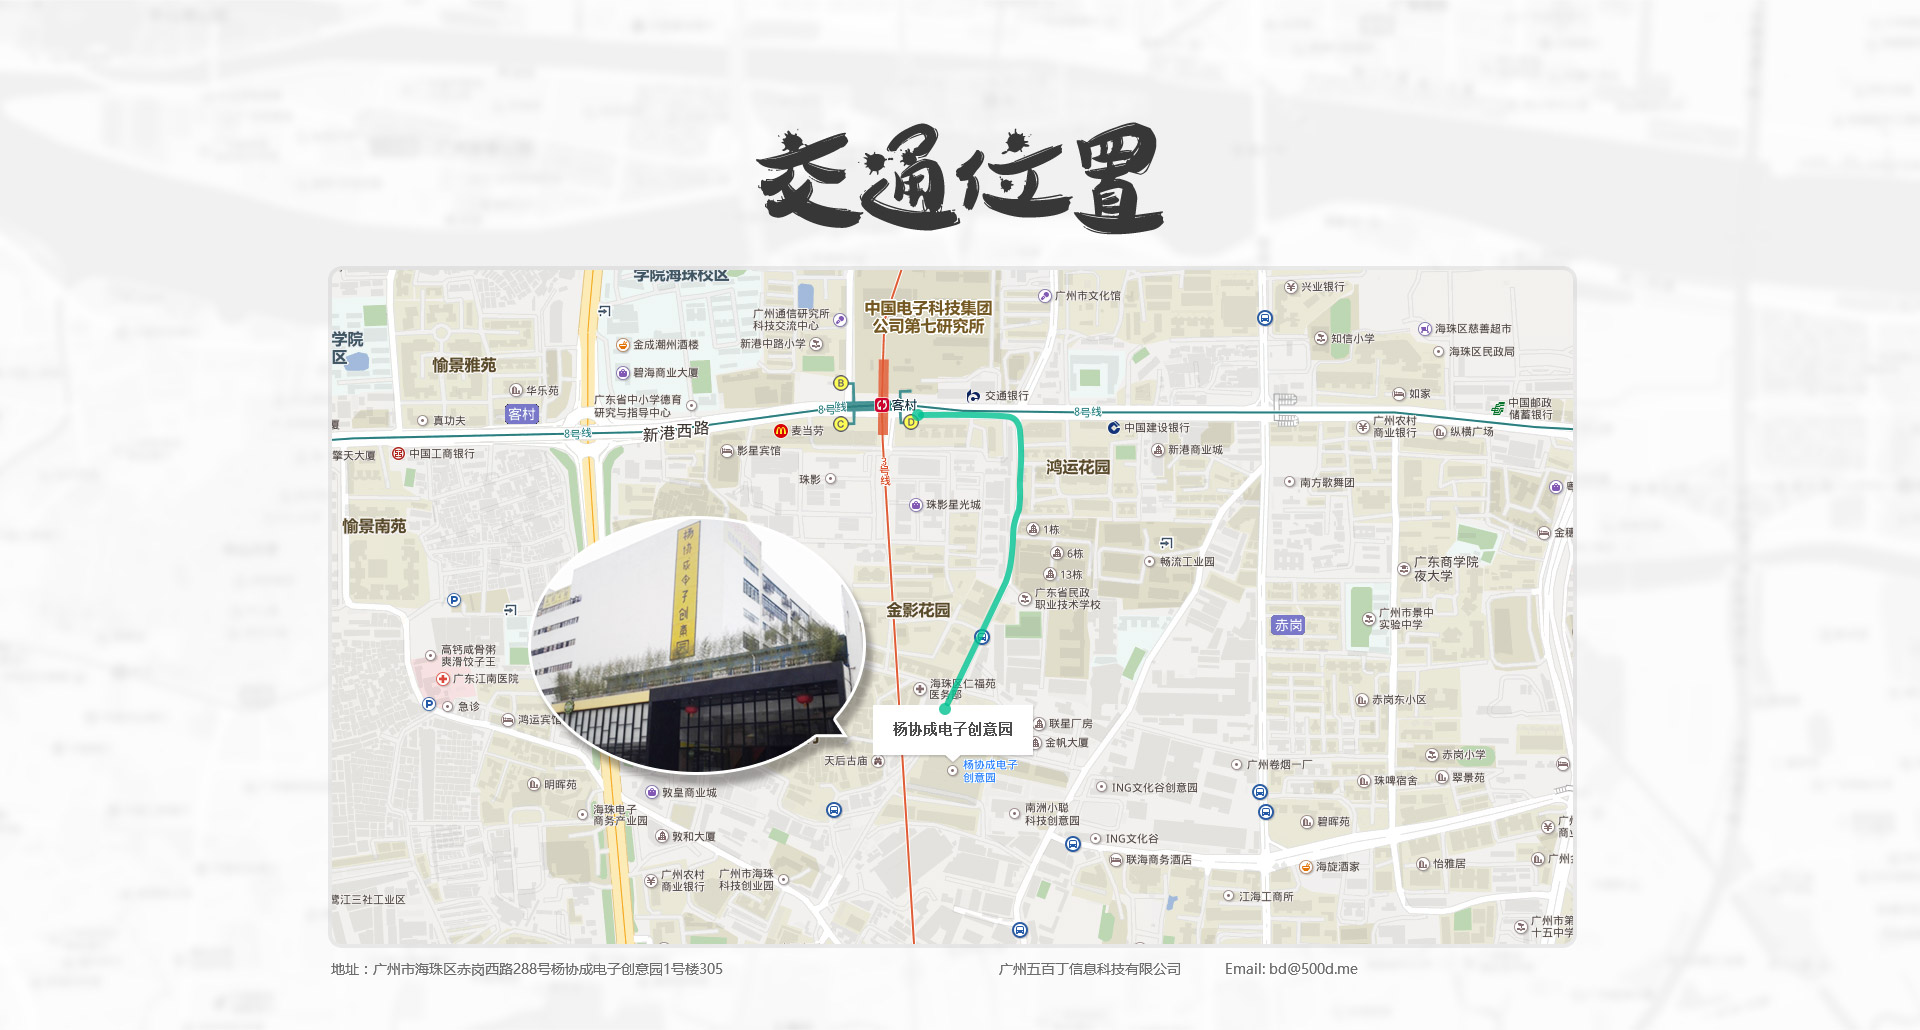 交通位置
学院海珠校区
中国电子科技集团
公司第七研究所
广州市文化馆
兴业银行
广州通信研究所
科技交流中心
新港中路小学
金成潮州酒楼
碧海商业大厦
学院
区
愉景雅苑
华乐苑
广东省中小学德育
研究与指导中心
知信小学
海珠区慈善超市
海珠区民政局
交通银行
如家
中国邮政
储蓄银行
客村
真功夫
B
C
D
客村
8号线
8号线
8号线
新港西路
麦当劳
中国建设银行
广州农村
商业银行
纵横广场
擎天大厦
中国工商银行
影星宾馆
新港商业城
3号线
鸿运花园
珠影
南方歌舞团
珠影星光城
愉景南苑
1栋
6栋
13栋
畅流工业园
广东商学院
夜大学
金穗
广东省民政
职业技术学校
金影花园
赤岗
广州市景中
实验中学
P
杨协成电子创意园
高钙咸骨粥
爽滑饺子王
广东江南医院
P
急诊
鸿运宾馆
海珠区仁福苑
医务部
赤岗东小区
杨协成电子创意园
联星厂房
金帆大厦
天后古庙
杨协成电子
创意园
广州卷烟一厂
赤岗小学
珠啤宿舍
翠景苑
明晖苑
敦皇商业城
ING文化谷创意园
海珠电子
商务产业园
南洲小聪
科技创意园
碧晖苑
敦和大厦
ING文化谷
联海商务酒店
海旋酒家
怡雅居
广州农村
商业银行
广州市海珠
科技创业园
江海工商所
鹭江三社工业区
广州市第
十五中学
地址：广州市海珠区赤岗西路288号杨协成电子创意园1号楼305
广州五百丁信息科技有限公司
Email: bd@500d.me